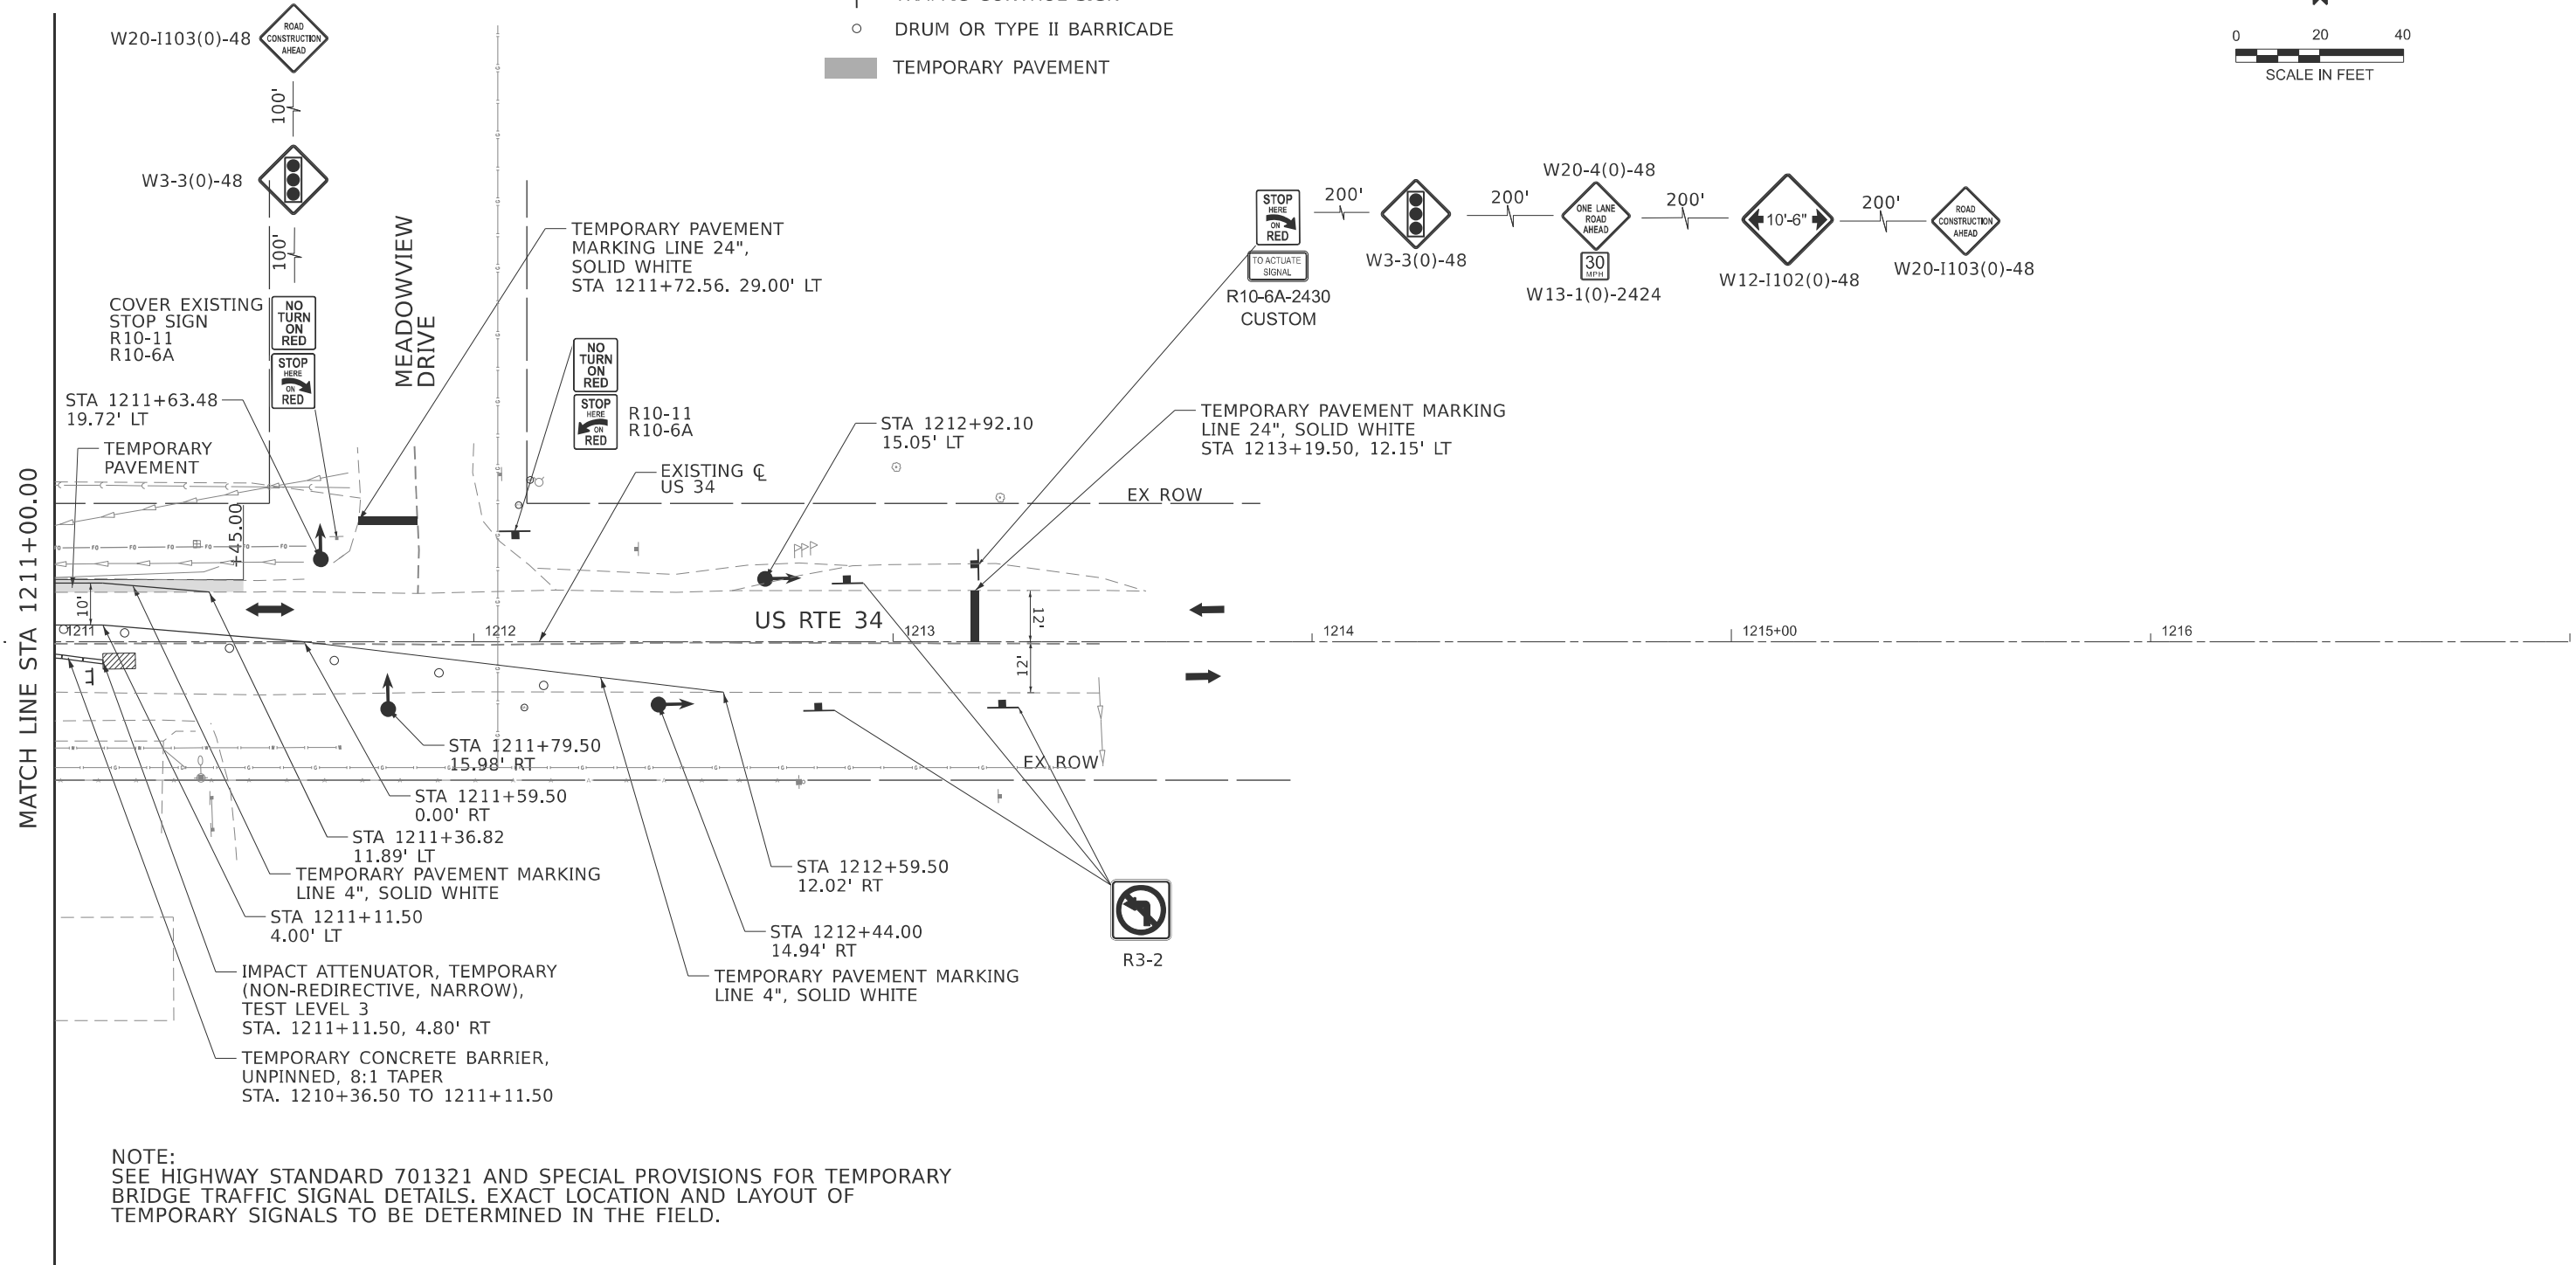 TRAFFIC CONTROL SIGN
DRUM OR TYPE II BARRICADE
TEMPORARY PAVEMENT
0 20 40
SCALE IN FEET
W20-I103(0)-48
ROAD
CONSTRUCTION
AHEAD
100'
W3-3(0)-48
100'
COVER EXISTING
STOP SIGN
R10-11
R10-6A
NO
TURN
ON
RED
STOP
HERE
ON
RED
MEADOWVIEW
DRIVE
TEMPORARY PAVEMENT
MARKING LINE 24",
SOLID WHITE
STA 1211+72.56. 29.00' LT
NO
TURN
ON
RED
STOP
HERE
ON
RED
R10-11
R10-6A
STOP
HERE
ON
RED
TO ACTUATE
SIGNAL
R10-6A-2430
CUSTOM
200'
W3-3(0)-48
200'
W20-4(0)-48
ONE LANE
ROAD
AHEAD
30
MPH
W13-1(0)-2424
200'
10'-6"
W12-I102(0)-48
200'
ROAD
CONSTRUCTION
AHEAD
W20-I103(0)-48
STA 1211+63.48
19.72' LT
TEMPORARY
PAVEMENT
EXISTING ℄
US 34
STA 1212+92.10
15.05' LT
TEMPORARY PAVEMENT MARKING
LINE 24", SOLID WHITE
STA 1213+19.50, 12.15' LT
EX ROW
+45.00
FO FO FO FO FO FO
10'
US RTE 34
12'
12'
1211 1212 1213 1214 1215+00 1216
MATCH LINE STA 1211+00.00
STA 1211+79.50
15.98' RT
EX ROW
STA 1211+59.50
0.00' RT
STA 1211+36.82
11.89' LT
TEMPORARY PAVEMENT MARKING
LINE 4", SOLID WHITE
STA 1211+11.50
4.00' LT
STA 1212+59.50
12.02' RT
STA 1212+44.00
14.94' RT
TEMPORARY PAVEMENT MARKING
LINE 4", SOLID WHITE
R3-2
IMPACT ATTENUATOR, TEMPORARY
(NON-REDIRECTIVE, NARROW),
TEST LEVEL 3
STA. 1211+11.50, 4.80' RT
TEMPORARY CONCRETE BARRIER,
UNPINNED, 8:1 TAPER
STA. 1210+36.50 TO 1211+11.50
NOTE:
SEE HIGHWAY STANDARD 701321 AND SPECIAL PROVISIONS FOR TEMPORARY
BRIDGE TRAFFIC SIGNAL DETAILS. EXACT LOCATION AND LAYOUT OF
TEMPORARY SIGNALS TO BE DETERMINED IN THE FIELD.